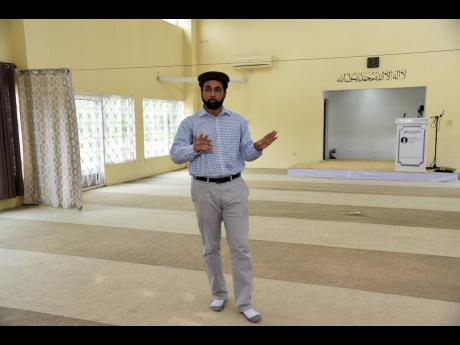 لا اله الا الله محمد رسول الله